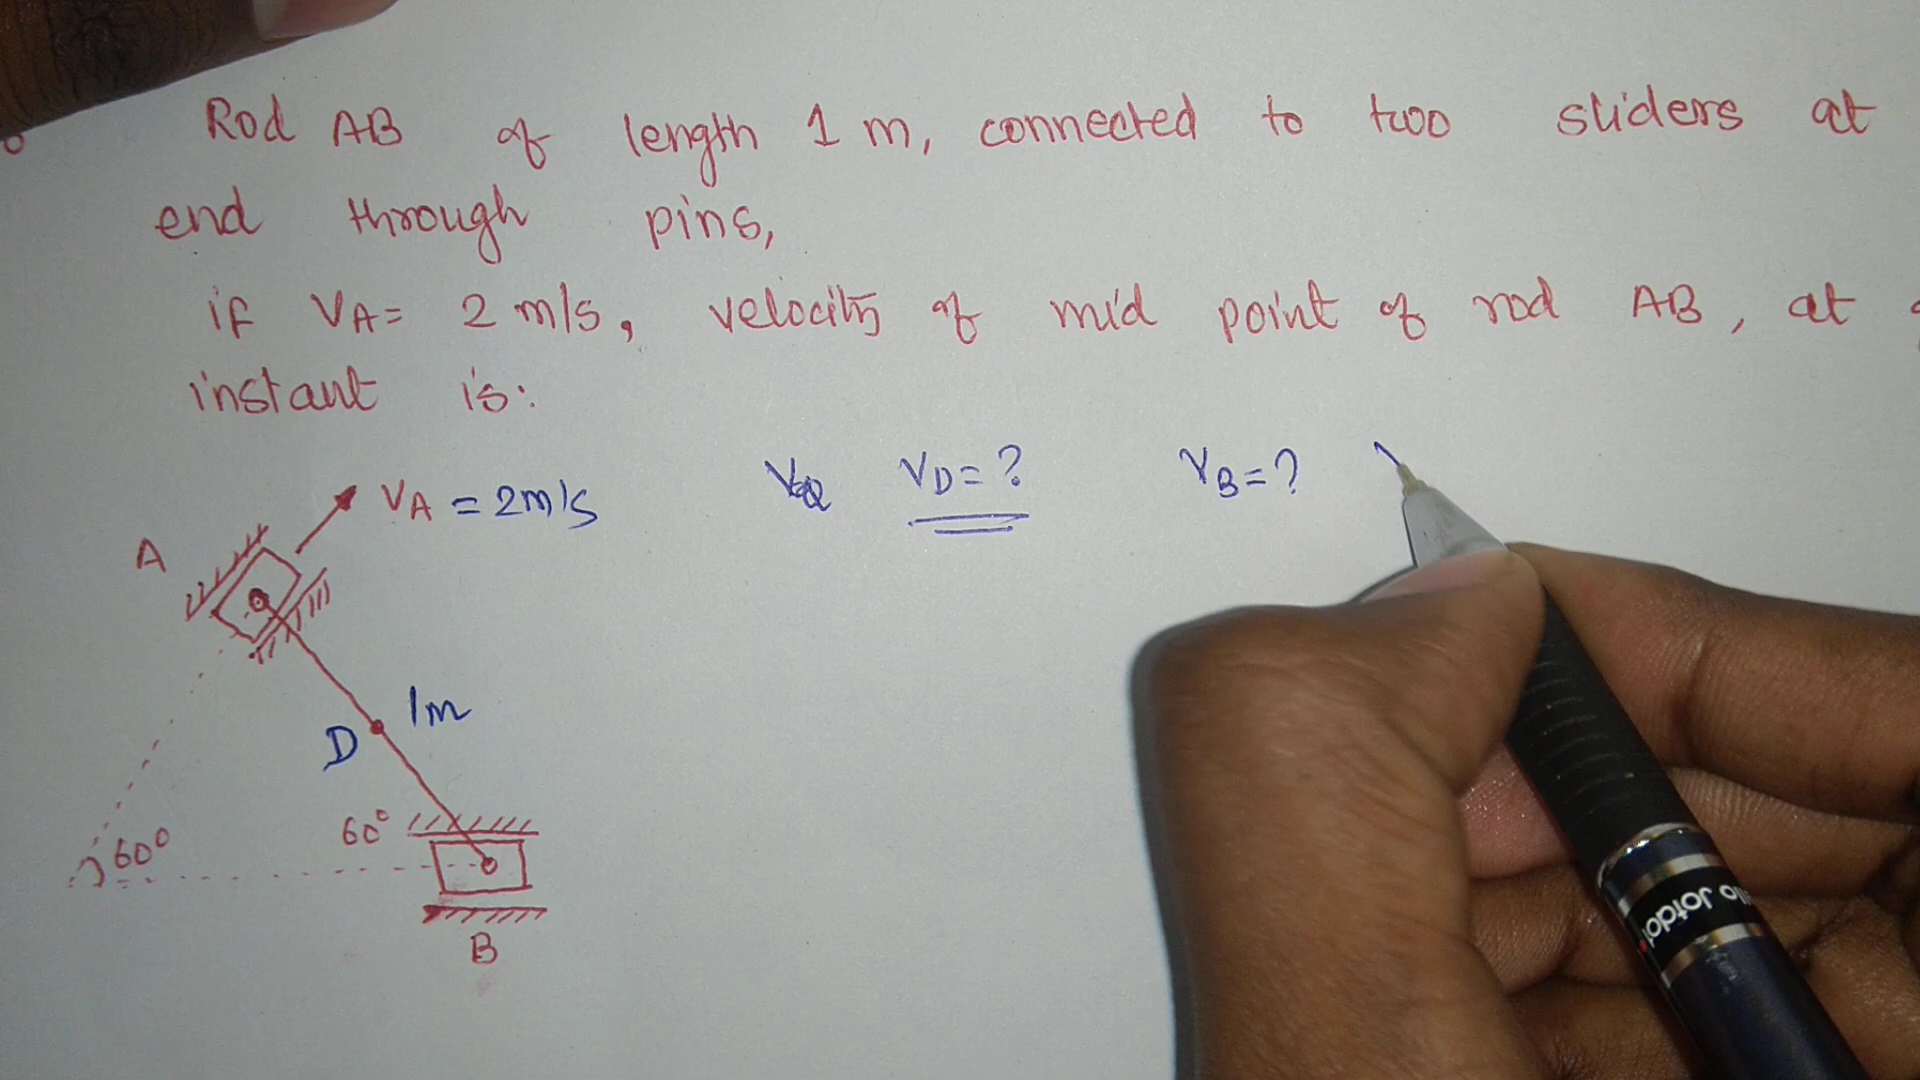 Rod AB of length 1 m, connected to two sliders at
end through pins,
if VA= 2 m/s, velocity of mid point of rod AB, at
instant is:
VD=? VB=?
VA = 2m/s
A
1m
D
60°
60°
B